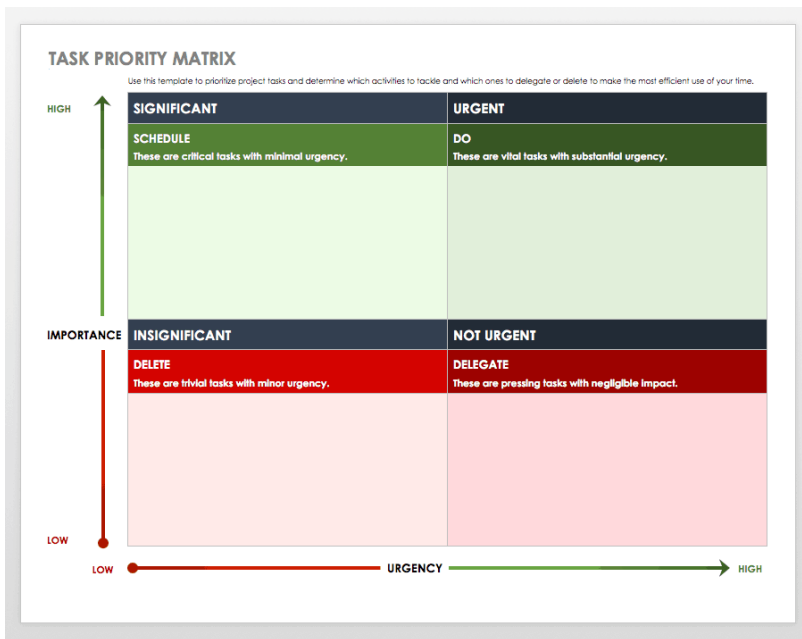 TASK PRIORITY MATRIX
Use this template to prioritize project tasks and determine which activities to tackle and which ones to delegate or delete to make the most efficient use of your time.
HIGH
SIGNIFICANT
URGENT
SCHEDULE
These are critical tasks with minimal urgency.
DO
These are vital tasks with substantial urgency.
IMPORTANCE
INSIGNIFICANT
NOT URGENT
DELETE
These are trivial tasks with minor urgency.
DELEGATE
These are pressing tasks with negligible impact.
LOW
LOW
URGENCY
HIGH